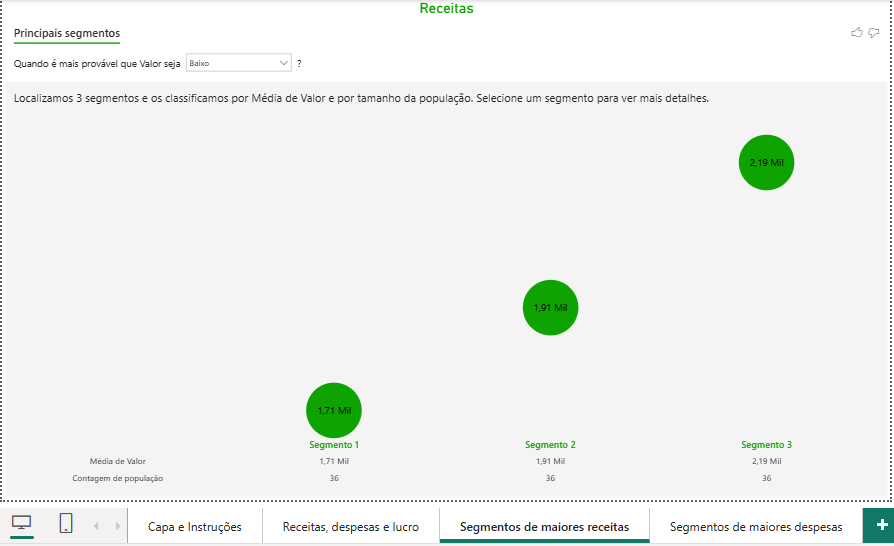 Receitas
Principais segmentos
Quando é mais provável que Valor seja Baixo ?
Localizamos 3 segmentos e os classificamos por Média de Valor e por tamanho da população. Selecione um segmento para ver mais detalhes.
2,19 Mil
1,91 Mil
1,71 Mil
Segmento 1 Segmento 2 Segmento 3
Média de Valor 1,71 Mil 1,91 Mil 2,19 Mil
Contagem de população 36 36 36
Capa e Instruções Receitas, despesas e lucro Segmentos de maiores receitas Segmentos de maiores despesas +